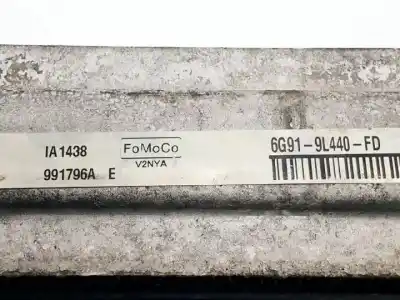 IA1438
991796A E
FoMoCo
V2NYA
6G91-9L440-FD